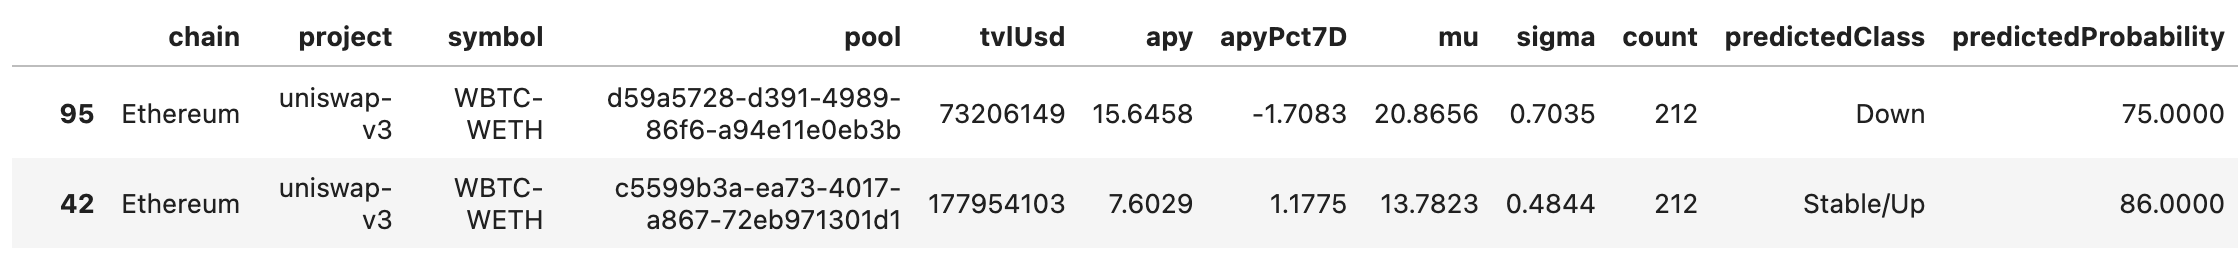 chain project symbol pool tvlUsd apy apyPct7D mu sigma count predictedClass predictedProbability
uniswap- WBTC- d59a5728-d391-4989-
95 Ethereum 73206149 15.6458 -1.7083 20.8656 0.7035 212 Down 75.0000
v3 WETH 86f6-a94e11e0eb3b
uniswap- WBTC- c5599b3a-ea73-4017-
42 Ethereum 177954103 7.6029 1.1775 13.7823 0.4844 212 Stable/Up 86.0000
v3 WETH a867-72eb971301d1